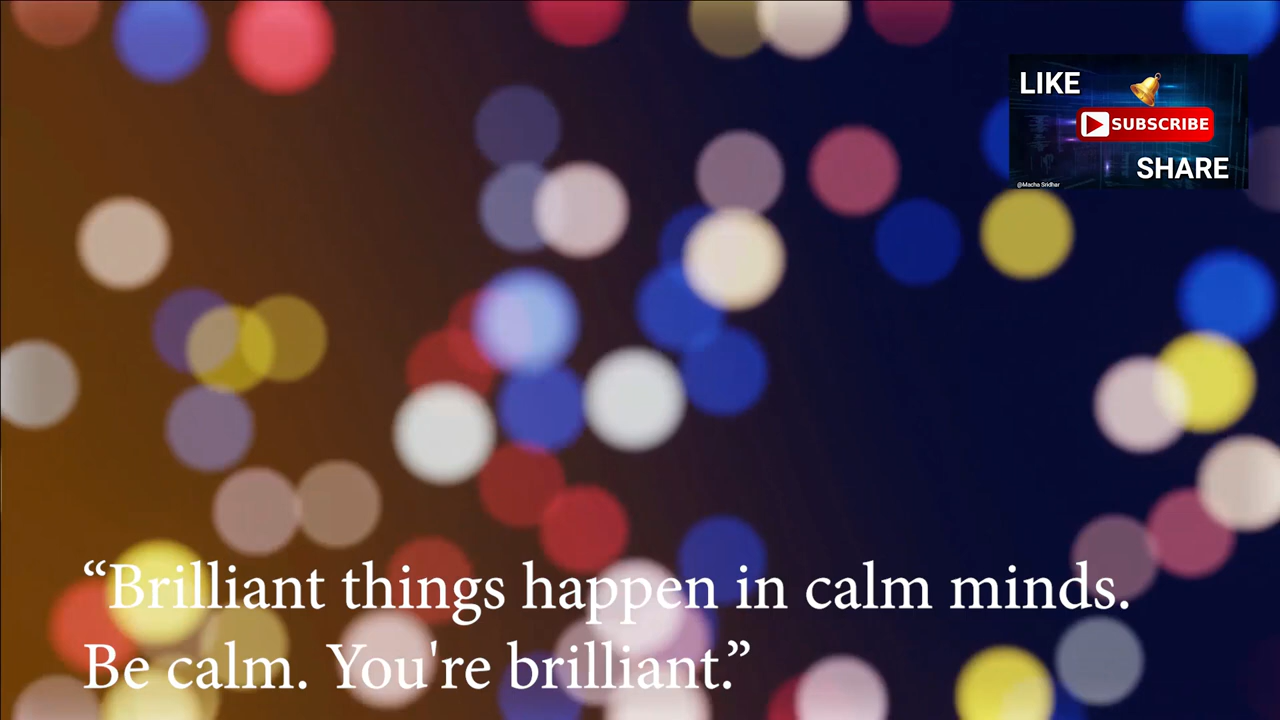 LIKE
SUBSCRIBE
SHARE
@Macha Sridhar
“Brilliant things happen in calm minds.
Be calm. You're brilliant.”